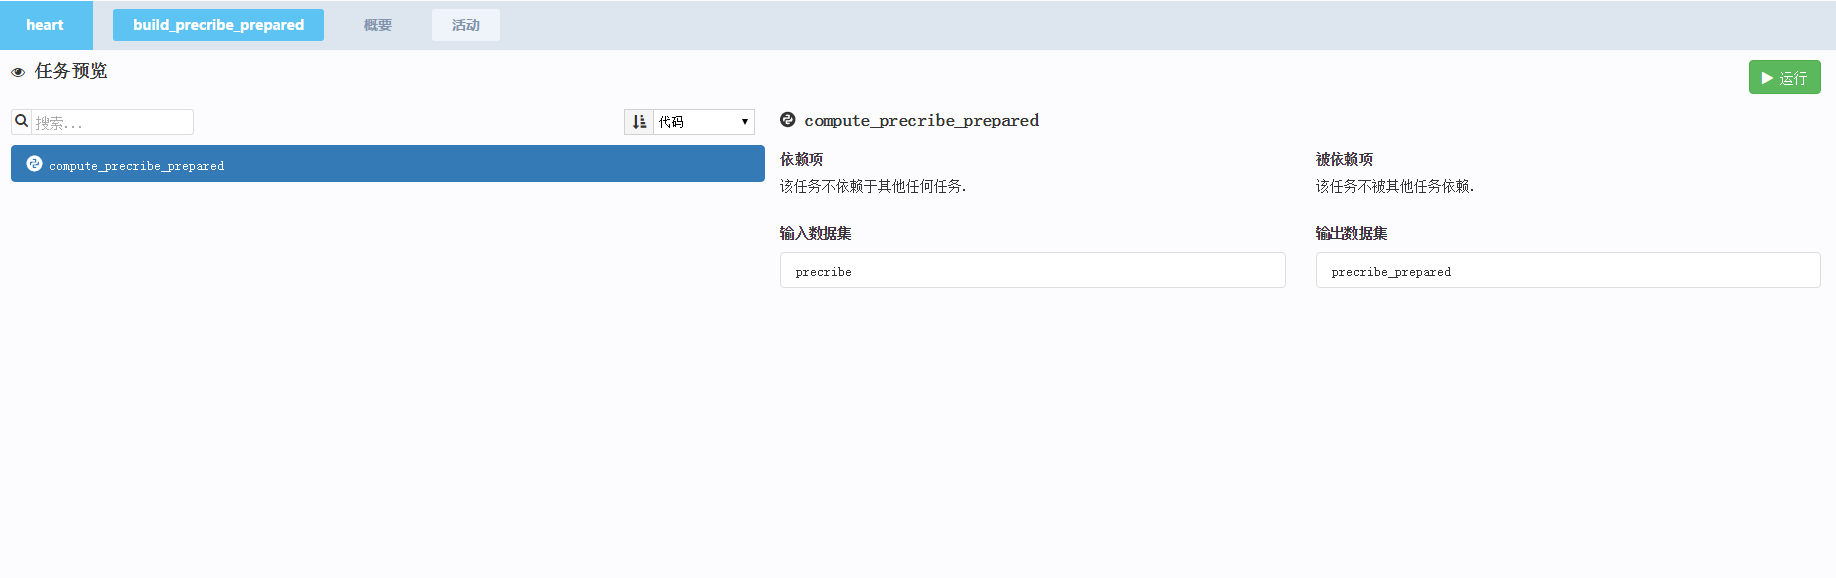 heart
build_precribe_prepared
概要
活动
任务预览
运行
搜索...
代码
compute_precribe_prepared
compute_precribe_prepared
依赖项
该任务不依赖于其他任何任务.
被依赖项
该任务不被其他任务依赖.
输入数据集
precribe
输出数据集
precribe_prepared